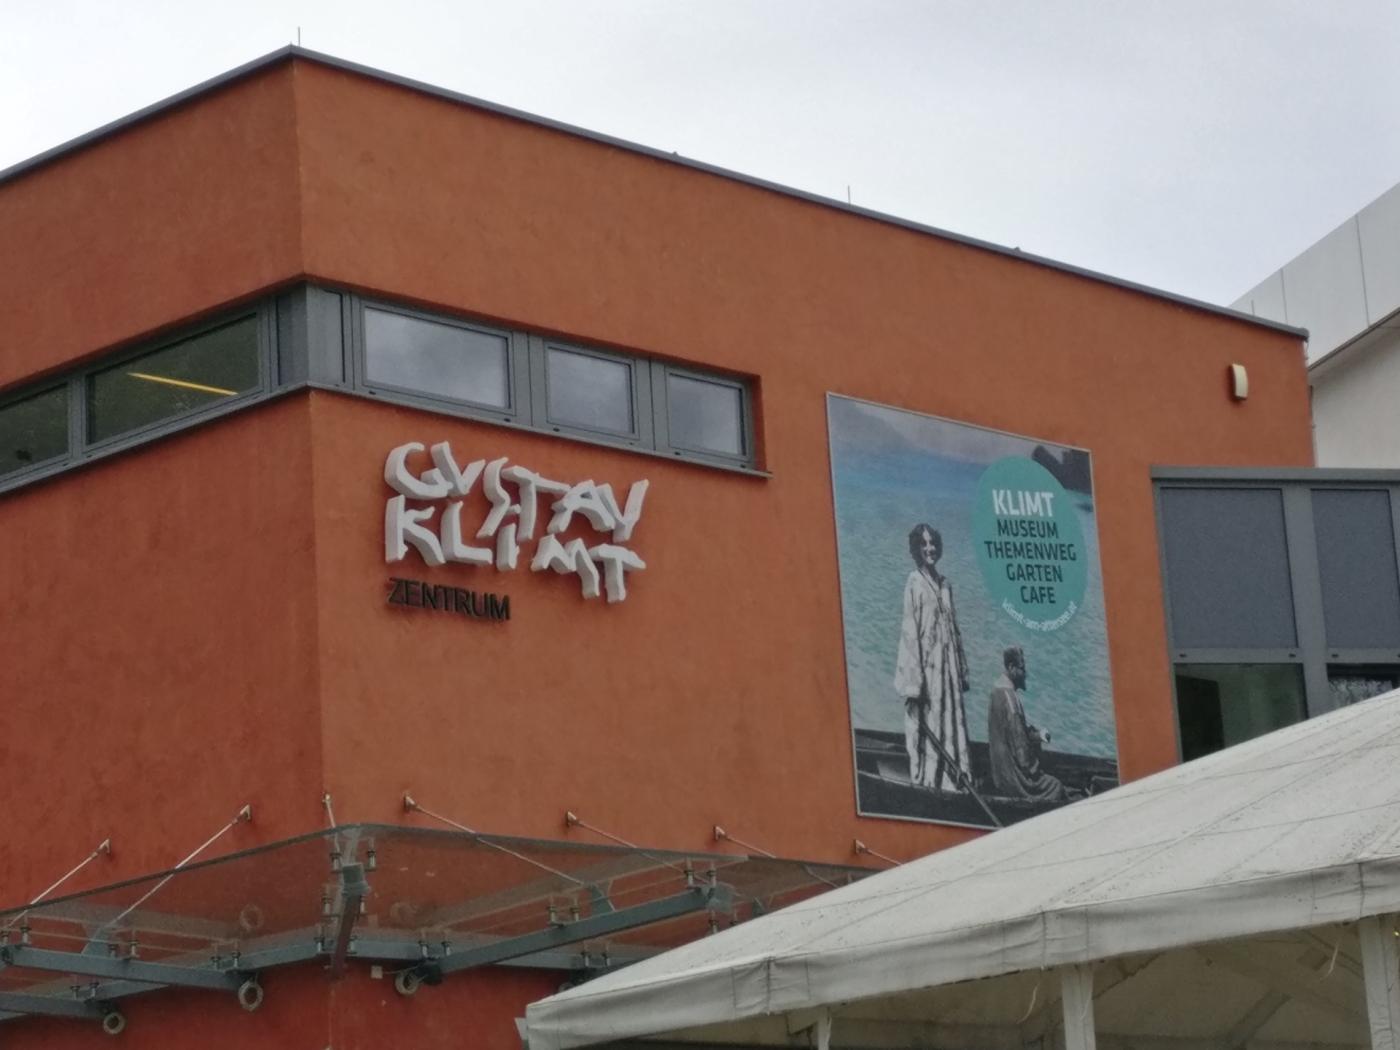 GUSTAV
KLIMT
ZENTRUM
KLIMT
MUSEUM
THEMENWEG
GARTEN
CAFE
klimt-am-attersee.at